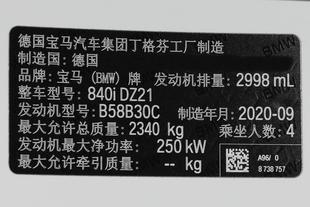 德国宝马汽车集团丁格芬工厂制造
制造国：德国
品牌：宝马 (BMW) 牌 发动机排量：2998 mL
整车型号：840i DZ21
发动机型号：B58B30C 制造年月：2020-09
最大允许总质量：2340 kg 乘坐人数：4
发动机最大净功率：250 kW
最大允许牵引质量：-- kg
A96/ 0
8 738 757